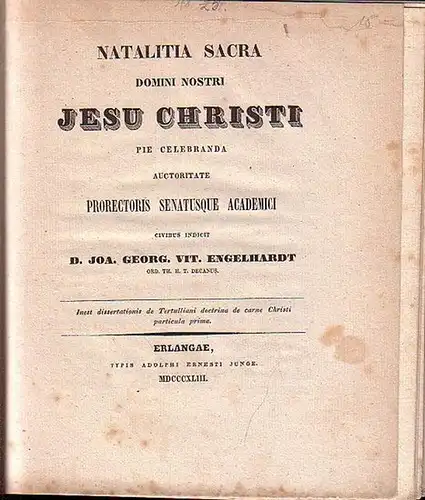 NATALITIA SACRA
DOMINI NOSTRI
JESU CHRISTI
PIE CELEBRANDA
AUCTORITATE
PRORECTORIS SENATUSQUE ACADEMICI
CIVIBUS INDICIT
D. JOA. GEORG. VIT. ENGELHARDT
ORD. TH. H. T. DECANUS.
Inest dissertationis de Tertulliani doctrina de carne Christi
particula prima.
ERLANGAE,
TYPIS ADOLPHI ERNESTI JUNGE.
MDCCCXLIII.